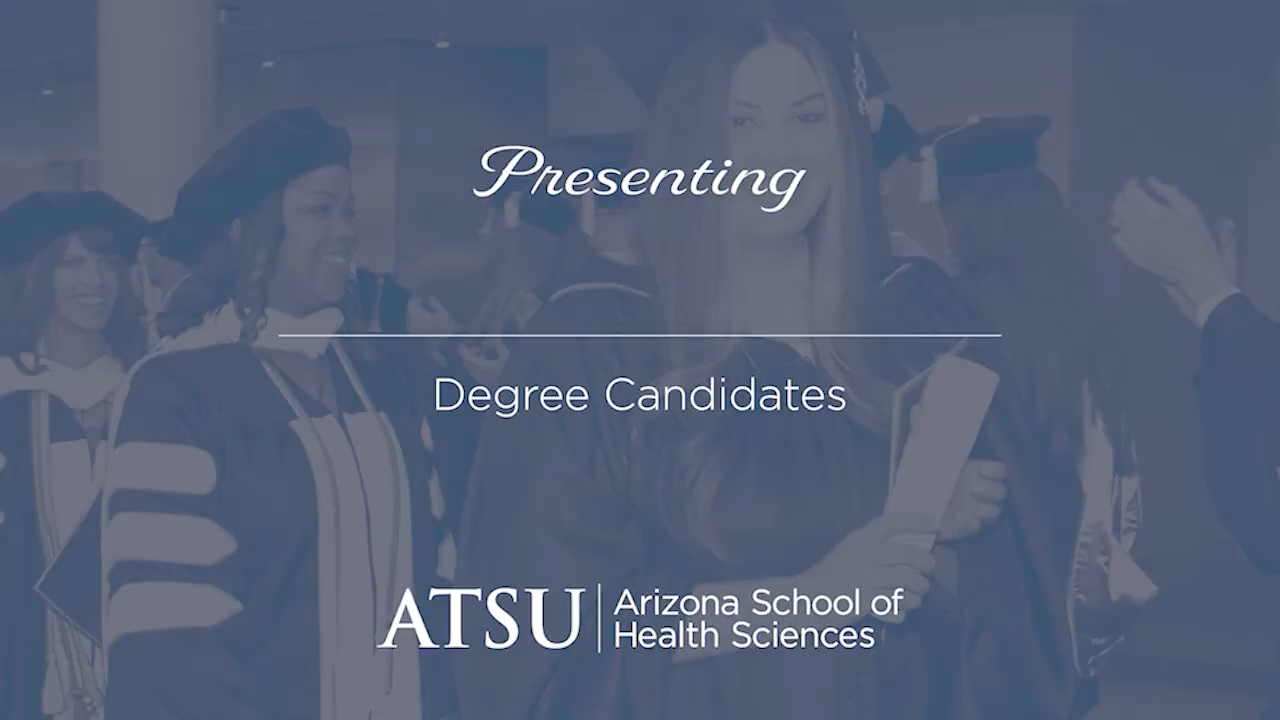 Presenting
Degree Candidates
ATSU
Arizona School of
Health Sciences